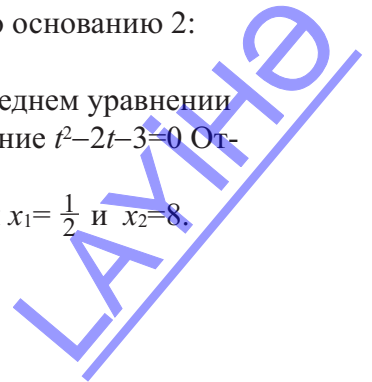 о основанию 2:
еднем уравнении
ние t²–2t–3=0 От-
x₁= 1/2 и x₂=8.
LAYİHƏ